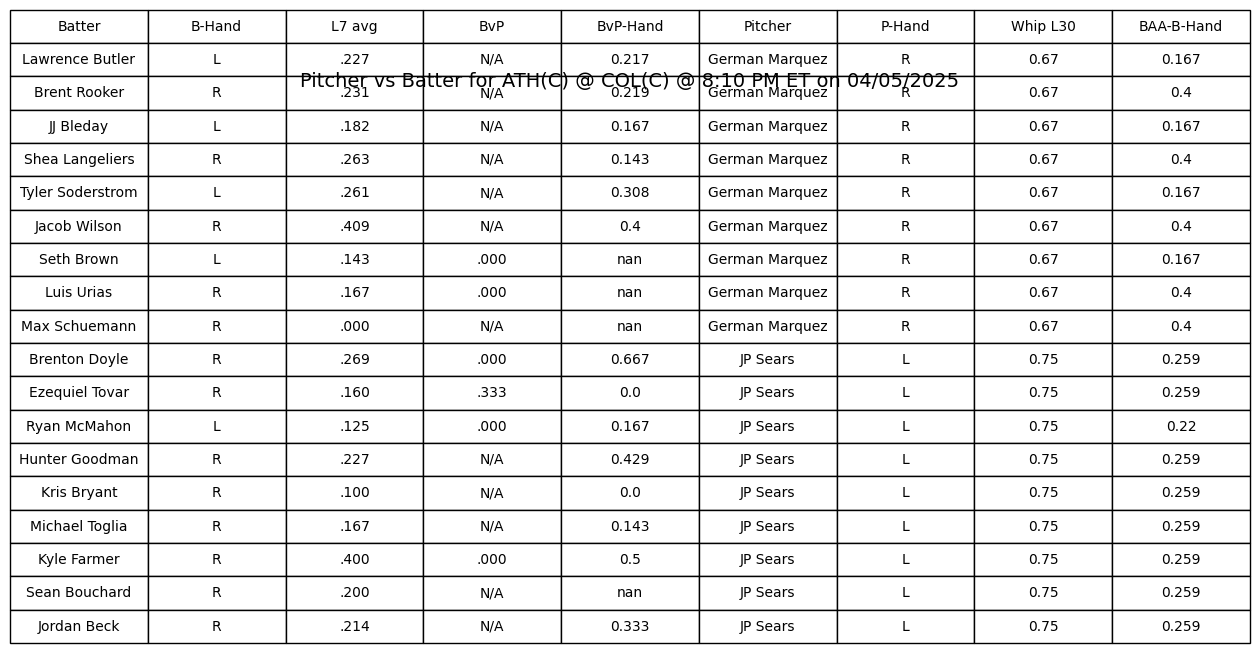 Batter B-Hand L7 avg BvP BvP-Hand Pitcher P-Hand Whip L30 BAA-B-Hand
Lawrence Butler L .227 N/A 0.217 German Marquez R 0.67 0.167
Pitcher vs Batter for ATH(C) @ COL(C) @ 8:10 PM ET on 04/05/2025
Brent Rooker R .231 N/A 0.219 German Marquez R 0.67 0.4
JJ Bleday L .182 N/A 0.167 German Marquez R 0.67 0.167
Shea Langeliers R .263 N/A 0.143 German Marquez R 0.67 0.4
Tyler Soderstrom L .261 N/A 0.308 German Marquez R 0.67 0.167
Jacob Wilson R .409 N/A 0.4 German Marquez R 0.67 0.4
Seth Brown L .143 .000 nan German Marquez R 0.67 0.167
Luis Urias R .167 .000 nan German Marquez R 0.67 0.4
Max Schuemann R .000 N/A nan German Marquez R 0.67 0.4
Brenton Doyle R .269 .000 0.667 JP Sears L 0.75 0.259
Ezequiel Tovar R .160 .333 0.0 JP Sears L 0.75 0.259
Ryan McMahon L .125 .000 0.167 JP Sears L 0.75 0.22
Hunter Goodman R .227 N/A 0.429 JP Sears L 0.75 0.259
Kris Bryant R .100 N/A 0.0 JP Sears L 0.75 0.259
Michael Toglia R .167 N/A 0.143 JP Sears L 0.75 0.259
Kyle Farmer R .400 .000 0.5 JP Sears L 0.75 0.259
Sean Bouchard R .200 N/A nan JP Sears L 0.75 0.259
Jordan Beck R .214 N/A 0.333 JP Sears L 0.75 0.259